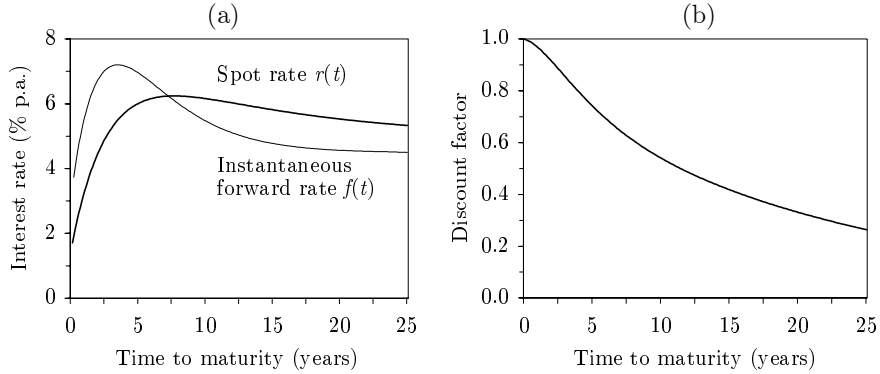 (a)
Interest rate (% p.a.)
8
6
4
2
0
Spot rate r(t)
Instantaneous
forward rate f(t)
0 5 10 15 20 25
Time to maturity (years)
(b)
Discount factor
1.0
0.8
0.6
0.4
0.2
0.0
0 5 10 15 20 25
Time to maturity (years)